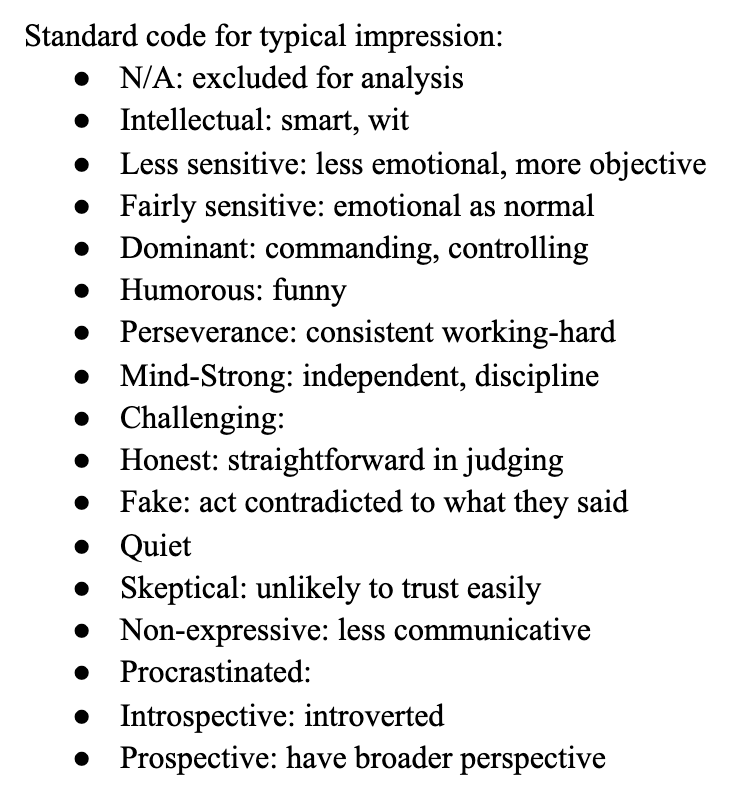 Standard code for typical impression:
● N/A: excluded for analysis
● Intellectual: smart, wit
● Less sensitive: less emotional, more objective
● Fairly sensitive: emotional as normal
● Dominant: commanding, controlling
● Humorous: funny
● Perseverance: consistent working-hard
● Mind-Strong: independent, discipline
● Challenging:
● Honest: straightforward in judging
● Fake: act contradicted to what they said
● Quiet
● Skeptical: unlikely to trust easily
● Non-expressive: less communicative
● Procrastinated:
● Introspective: introverted
● Prospective: have broader perspective